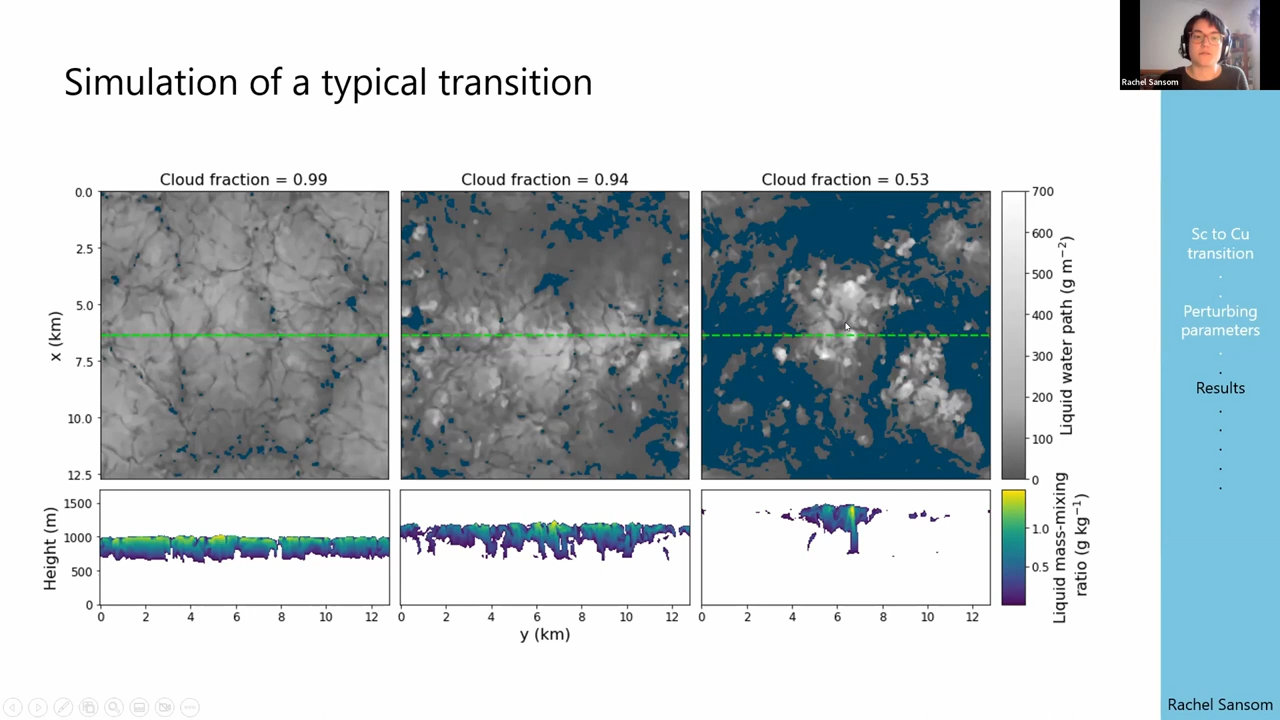 Rachel Sansom
Simulation of a typical transition
Cloud fraction = 0.99
Cloud fraction = 0.94
Cloud fraction = 0.53
0.0
2.5
5.0
7.5
10.0
12.5
x (km)
700
600
500
400
300
200
100
0
Liquid water path (g m⁻²)
1500
1000
500
0
Height (m)
0 2 4 6 8 10 12
0 2 4 6 8 10 12
0 2 4 6 8 10 12
y (km)
1.0
0.5
Liquid mass-mixing
ratio (g kg⁻¹)
Sc to Cu
transition
Perturbing
parameters
Results
Rachel Sansom